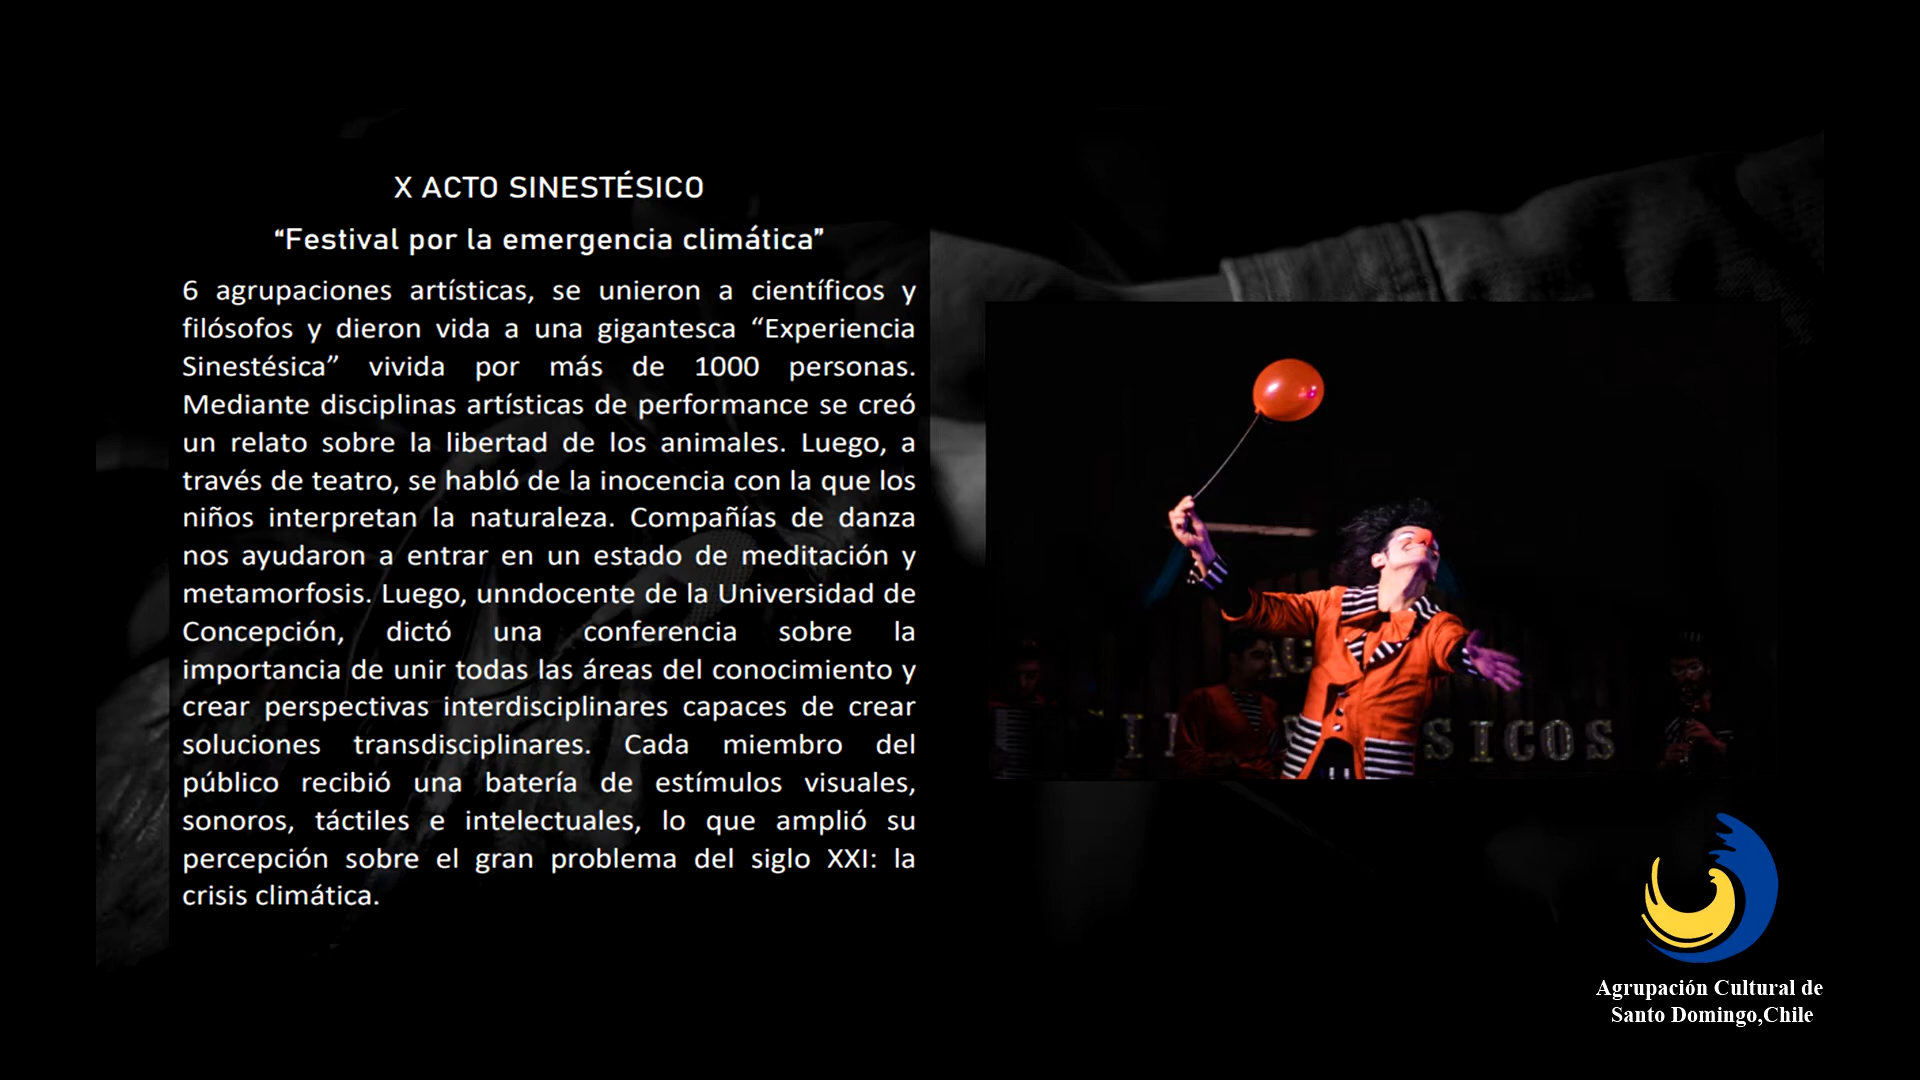 X ACTO SINESTÉSICO
“Festival por la emergencia climática”
6 agrupaciones artísticas, se unieron a científicos y
filósofos y dieron vida a una gigantesca “Experiencia
Sinestésica” vivida por más de 1000 personas.
Mediante disciplinas artísticas de performance se creó
un relato sobre la libertad de los animales. Luego, a
través de teatro, se habló de la inocencia con la que los
niños interpretan la naturaleza. Compañías de danza
nos ayudaron a entrar en un estado de meditación y
metamorfosis. Luego, unndocente de la Universidad de
Concepción, dictó una conferencia sobre la
importancia de unir todas las áreas del conocimiento y
crear perspectivas interdisciplinares capaces de crear
soluciones transdisciplinares. Cada miembro del
público recibió una batería de estímulos visuales,
sonoros, táctiles e intelectuales, lo que amplió su
percepción sobre el gran problema del siglo XXI: la
crisis climática.
Agrupación Cultural de
Santo Domingo,Chile